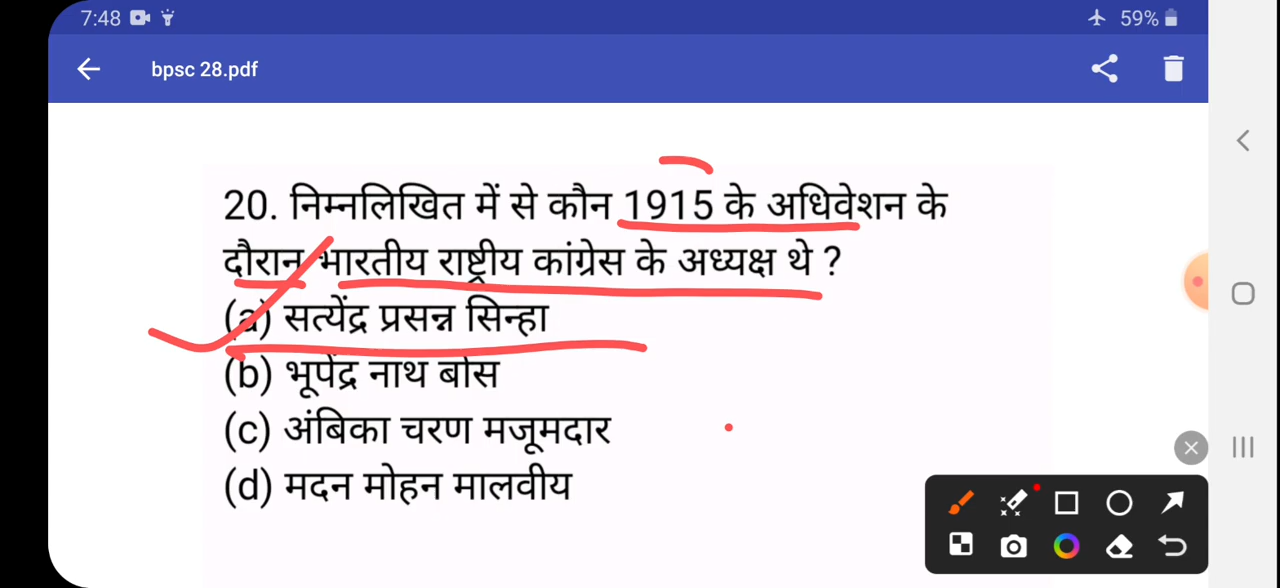 7:48 59%
bpsc 28.pdf
20. निम्नलिखित में से कौन 1915 के अधिवेशन के
दौरान भारतीय राष्ट्रीय कांग्रेस के अध्यक्ष थे ?
(a) सत्येंद्र प्रसन्न सिन्हा
(b) भूपेंद्र नाथ बोस
(c) अंबिका चरण मजूमदार
(d) मदन मोहन मालवीय